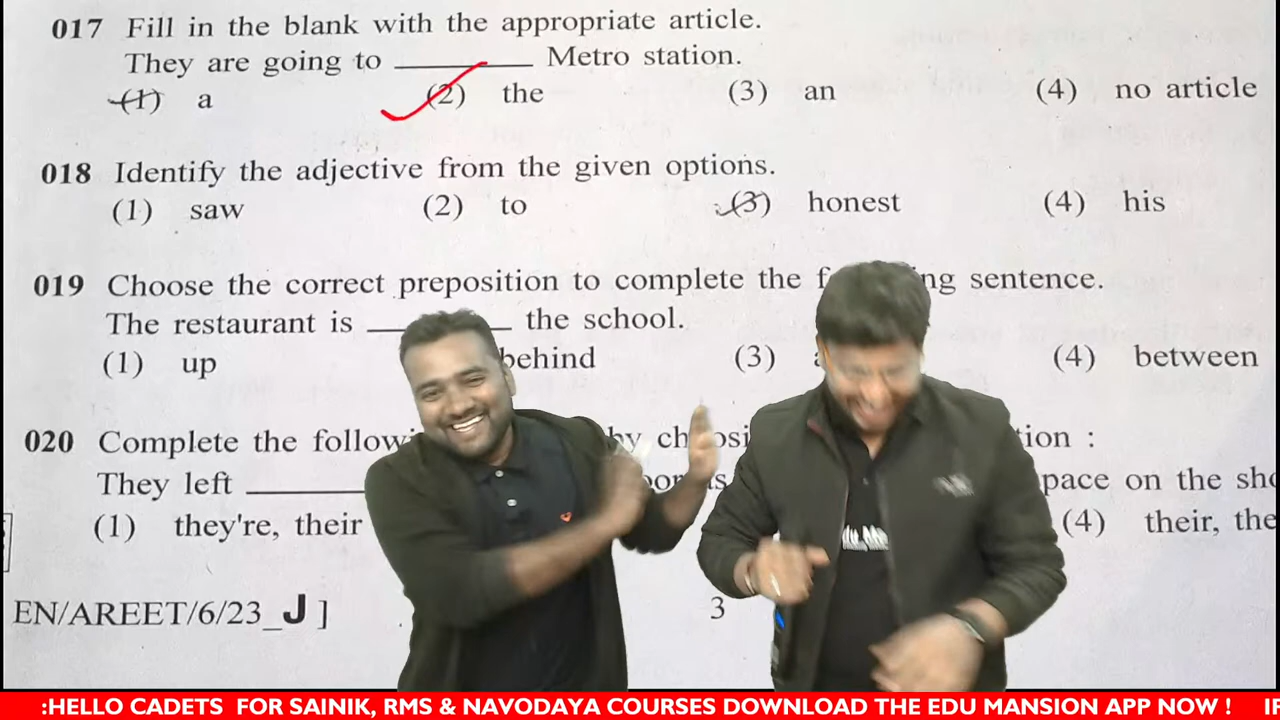 017 Fill in the blank with the appropriate article.
They are going to ________ Metro station.
(1) a (2) the (3) an (4) no article
018 Identify the adjective from the given options.
(1) saw (2) to (3) honest (4) his
019 Choose the correct preposition to complete the ng sentence.
The restaurant is ________ the school.
(1) up behind (3) (4) between
020 Complete the follow by tion :
They left ________ pace on the
(1) they're, their (4) their,
EN/AREET/6/23_J ]
3
:HELLO CADETS FOR SAINIK, RMS & NAVODAYA COURSES DOWNLOAD THE EDU MANSION APP NOW !